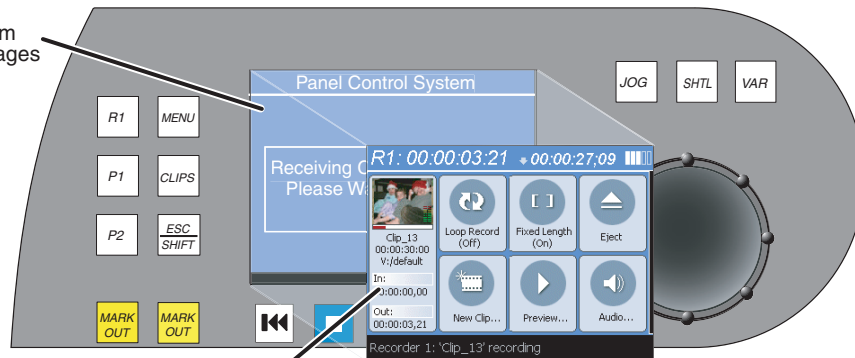 ages
Panel Control System
JOG
SHTL
VAR
R1
MENU
P1
CLIPS
P2
ESC
SHIFT
MARK
OUT
MARK
OUT
Receiving
Please
R1: 00:00:03:21
00:00:27;09
Clip_13
00:00:30:00
V:/default
In:
:00:00,00
Out:
00:00:03,21
Loop Record
(Off)
Fixed Length
(On)
Eject
New Clip...
Preview...
Audio...
Recorder 1: 'Clip_13' recording